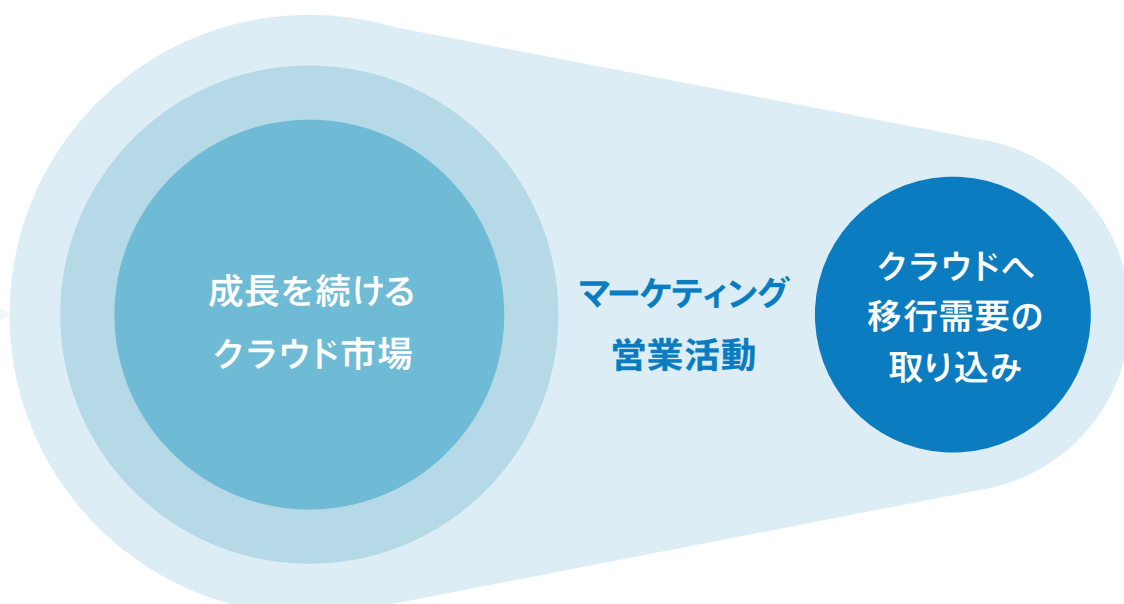 成長を続ける
クラウド市場
マーケティング
営業活動
クラウドへ
移行需要の
取り込み